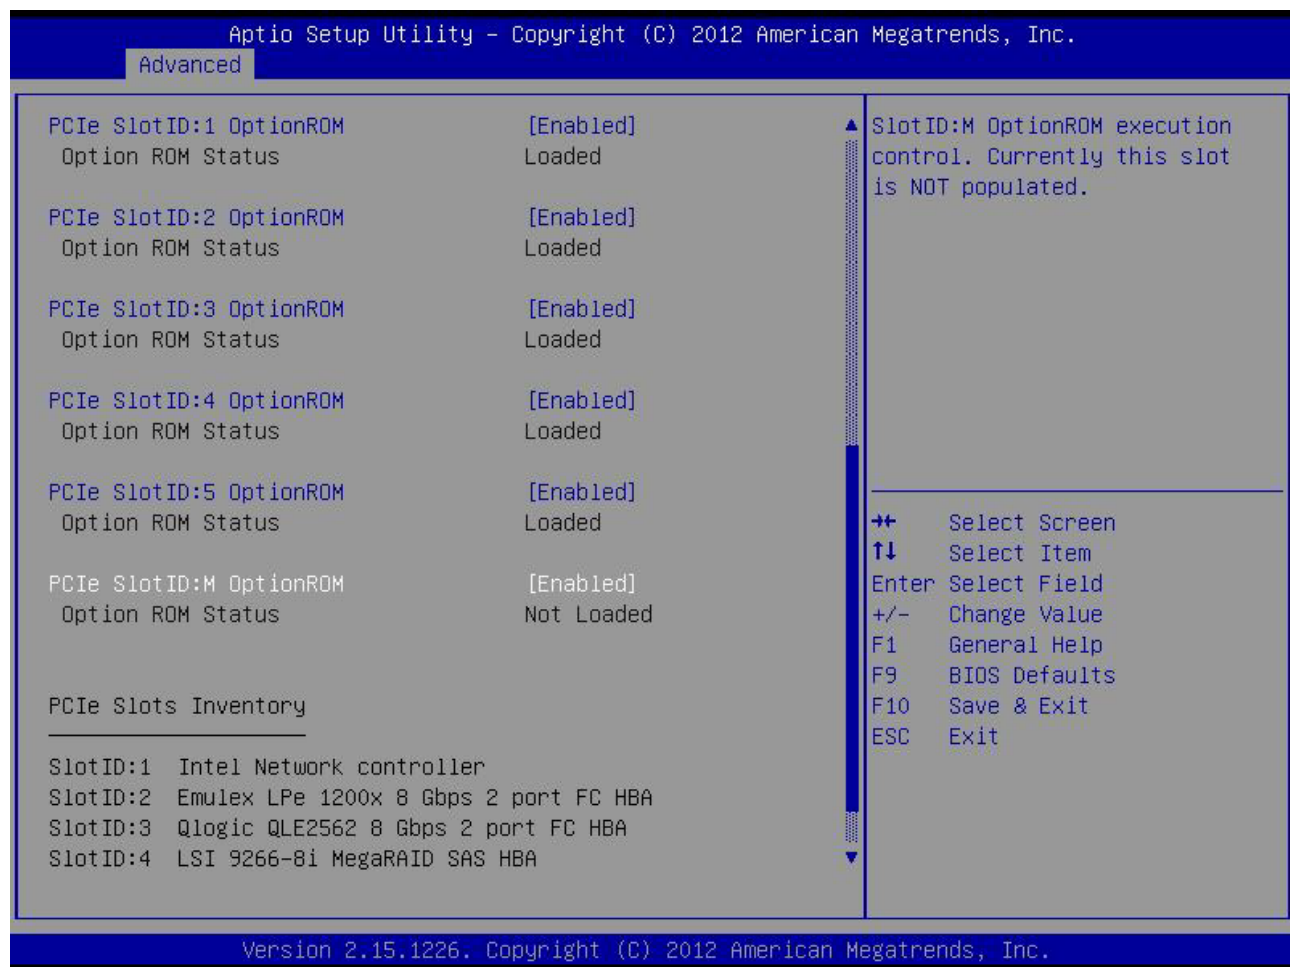 Aptio Setup Utility – Copyright (C) 2012 American Megatrends, Inc.
Advanced
PCIe SlotID:1 OptionROM [Enabled]
Option ROM Status Loaded
PCIe SlotID:2 OptionROM [Enabled]
Option ROM Status Loaded
PCIe SlotID:3 OptionROM [Enabled]
Option ROM Status Loaded
PCIe SlotID:4 OptionROM [Enabled]
Option ROM Status Loaded
PCIe SlotID:5 OptionROM [Enabled]
Option ROM Status Loaded
PCIe SlotID:M OptionROM [Enabled]
Option ROM Status Not Loaded
PCIe Slots Inventory
SlotID:1 Intel Network controller
SlotID:2 Emulex LPe 1200x 8 Gbps 2 port FC HBA
SlotID:3 Qlogic QLE2562 8 Gbps 2 port FC HBA
SlotID:4 LSI 9266-8i MegaRAID SAS HBA
SlotID:M OptionROM execution
control. Currently this slot
is NOT populated.
→← Select Screen
↑↓ Select Item
Enter Select Field
+/- Change Value
F1 General Help
F9 BIOS Defaults
F10 Save & Exit
ESC Exit
Version 2.15.1226. Copyright (C) 2012 American Megatrends, Inc.